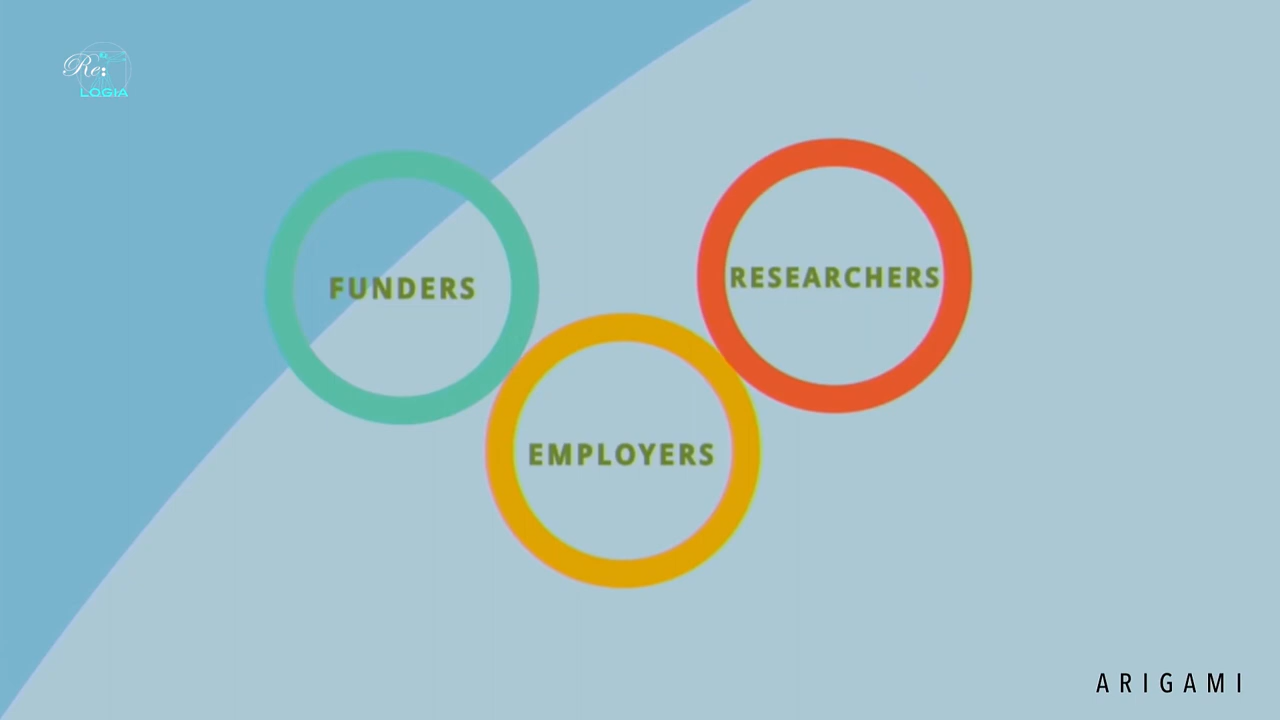 Re:
LOGIA
FUNDERS
RESEARCHERS
EMPLOYERS
ARIGAMI